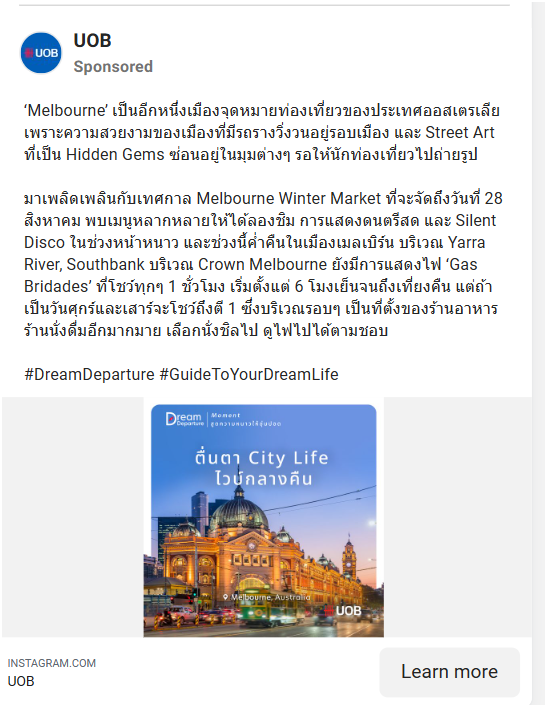 UOB
UOB
Sponsored
‘Melbourne’ เป็นอีกหนึ่งเมืองจุดหมายท่องเที่ยวของประเทศออสเตรเลีย
เพราะความสวยงามของเมืองที่มีรถรางวิ่งวนอยู่รอบเมือง และ Street Art
ที่เป็น Hidden Gems ซ่อนอยู่ในมุมต่างๆ รอให้นักท่องเที่ยวไปถ่ายรูป
มาเพลิดเพลินกับเทศกาล Melbourne Winter Market ที่จะจัดถึงวันที่ 28
สิงหาคม พบเมนูหลากหลายให้ได้ลองชิม การแสดงดนตรีสด และ Silent
Disco ในช่วงหน้าหนาว และช่วงนี้ค่ำคืนในเมืองเมลเบิร์น บริเวณ Yarra
River, Southbank บริเวณ Crown Melbourne ยังมีการแสดงไฟ ‘Gas
Bridades’ ที่โชว์ทุกๆ 1 ชั่วโมง เริ่มตั้งแต่ 6 โมงเย็นจนถึงเที่ยงคืน แต่ถ้า
เป็นวันศุกร์และเสาร์จะโชว์ถึงตี 1 ซึ่งบริเวณรอบๆ เป็นที่ตั้งของร้านอาหาร
ร้านนั่งดื่มอีกมากมาย เลือกนั่งชิลไป ดูไฟไปได้ตามชอบ
#DreamDeparture #GuideToYourDreamLife
Dream Departure
Moment
สูดความหนาวให้ชุ่มปอด
ตื่นตา City Life
ไวบ์กลางคืน
Melbourne, Australia
UOB
INSTAGRAM.COM
UOB
Learn more